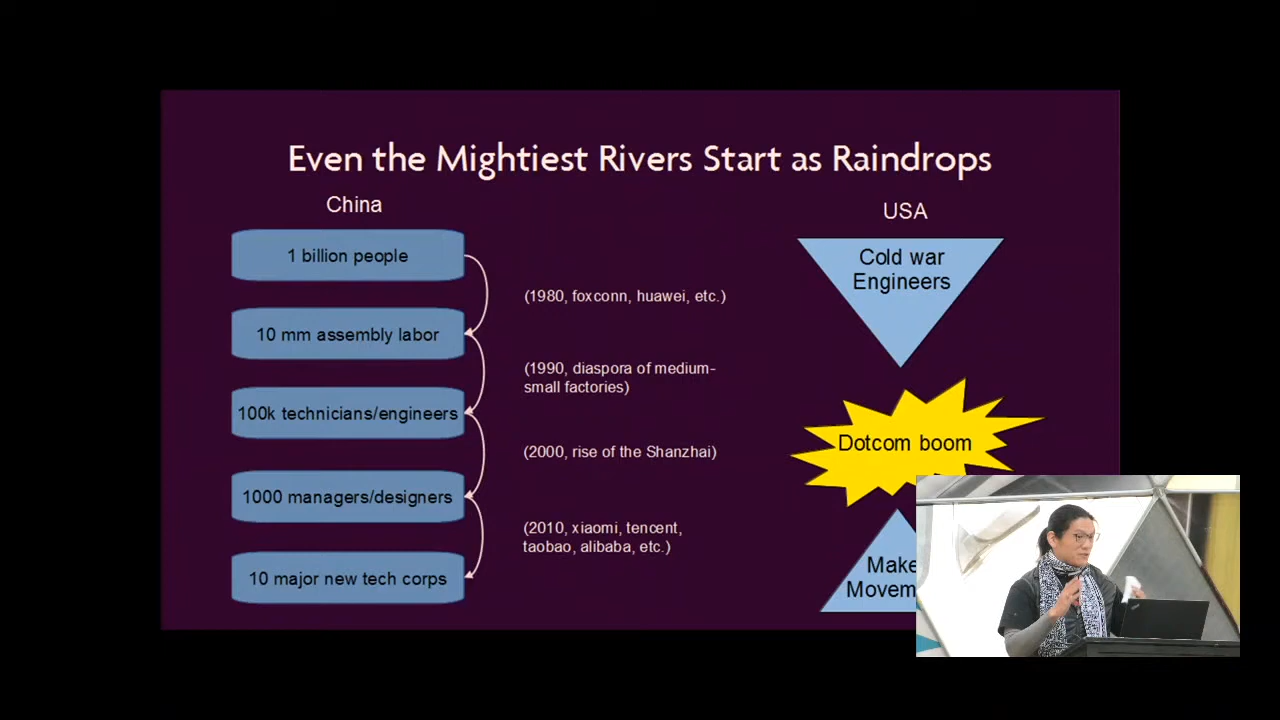 Even the Mightiest Rivers Start as Raindrops
China
1 billion people
10 mm assembly labor
100k technicians/engineers
1000 managers/designers
10 major new tech corps
(1980, foxconn, huawei, etc.)
(1990, diaspora of medium-
small factories)
(2000, rise of the Shanzhai)
(2010, xiaomi, tencent,
taobao, alibaba, etc.)
USA
Cold war
Engineers
Dotcom boom
Make
Movem